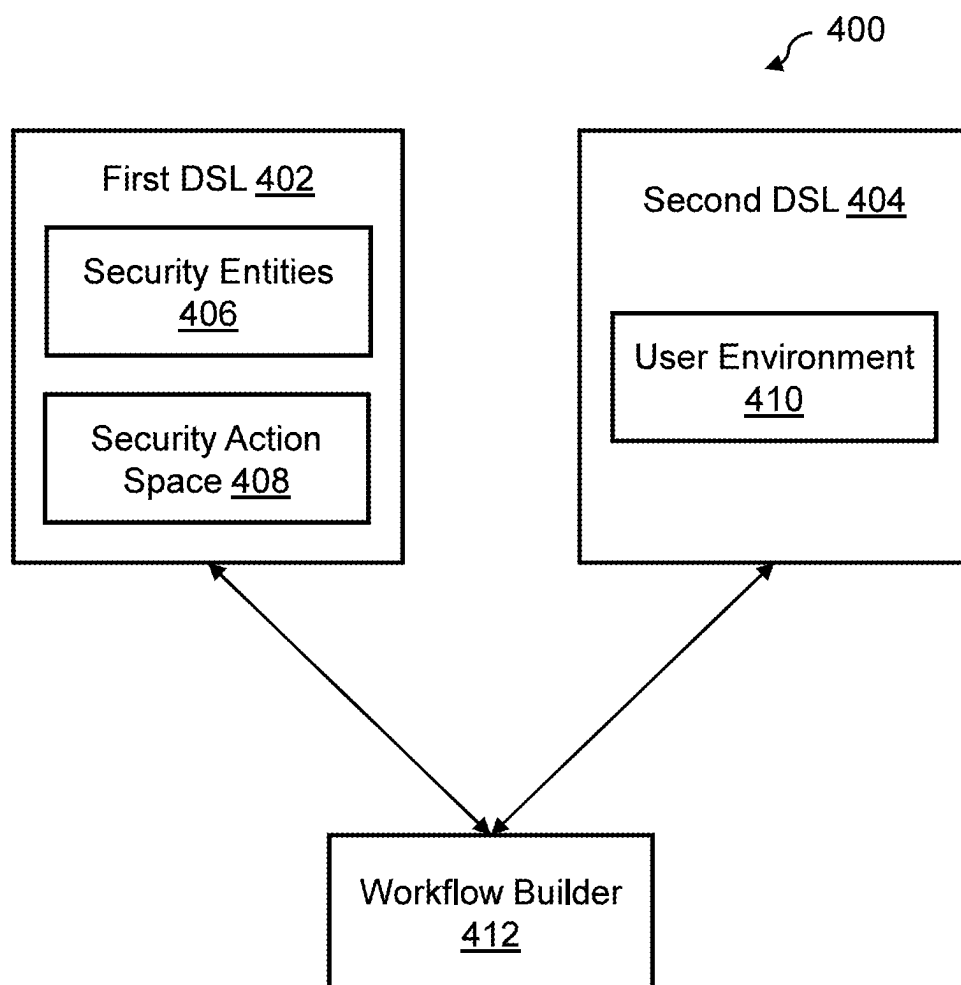 400
First DSL 402
Security Entities
406
Security Action
Space 408
Second DSL 404
User Environment
410
Workflow Builder
412